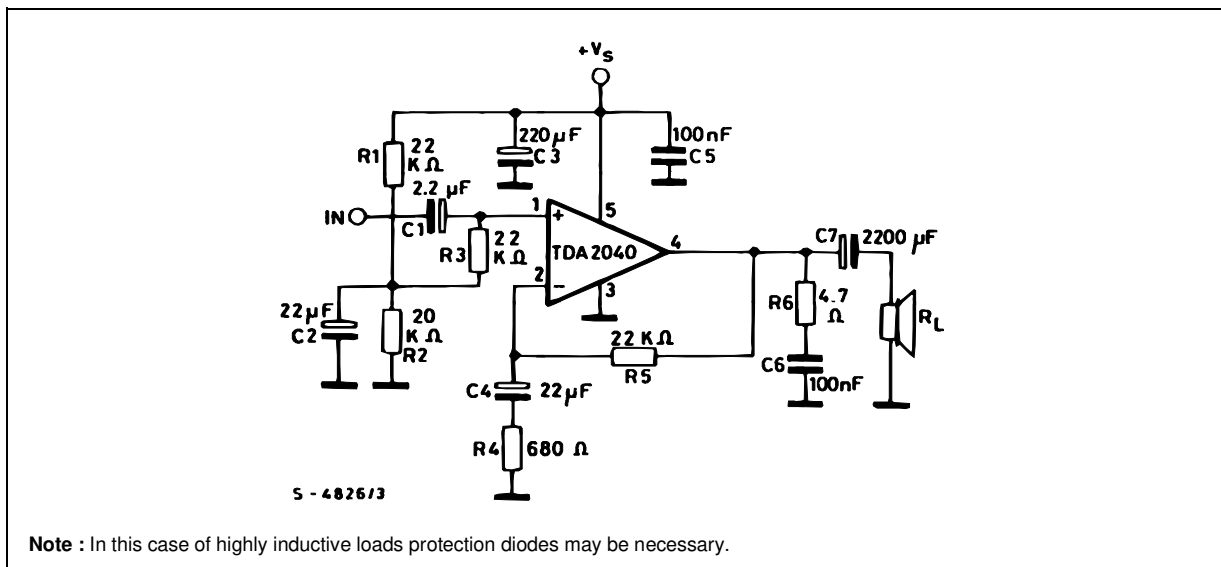 +VS
R1
22
KΩ
220µF
C3
100nF
C5
2.2 µF
IN
C1
R3
22
KΩ
1
+
TDA2040
5
4
2
−
3
C7
2200 µF
R6
4.7
Ω
RL
22µF
C2
20
KΩ
R2
22 KΩ
R5
C6
100nF
C4
22µF
R4
680 Ω
S - 4826/3
Note : In this case of highly inductive loads protection diodes may be necessary.